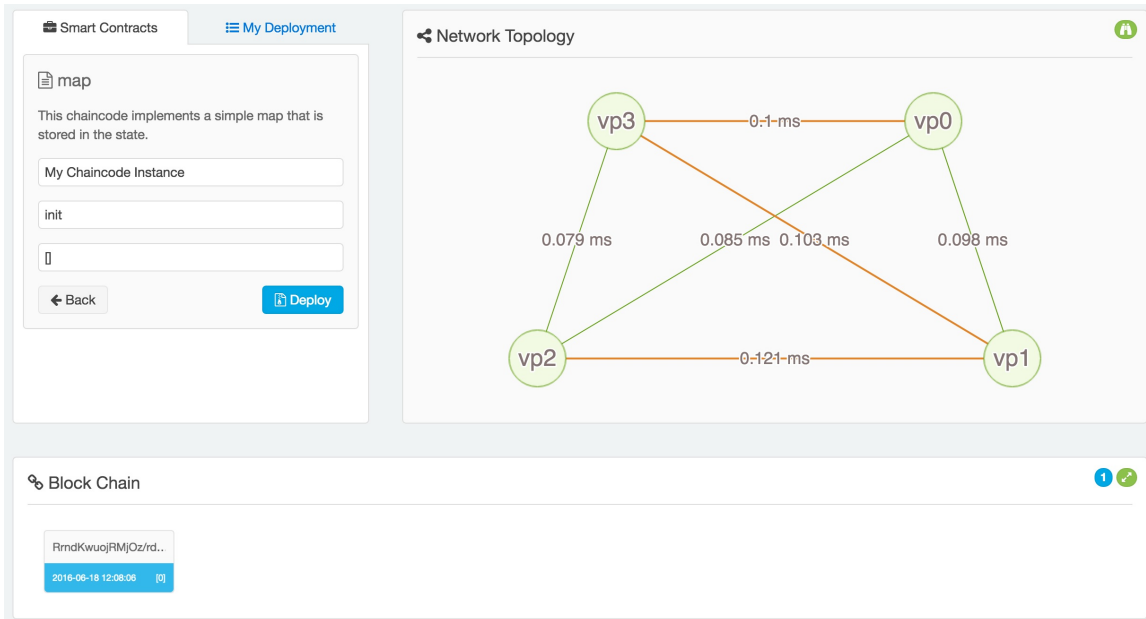 Smart Contracts
My Deployment
map
This chaincode implements a simple map that is
stored in the state.
My Chaincode Instance
init
[]
Back
Deploy
Network Topology
vp3
0.1 ms
vp0
0.079 ms
0.085 ms
0.103 ms
0.098 ms
vp2
0.121 ms
vp1
Block Chain
1
RrndKwuojRMjOz/rd..
2016-06-18 12:08:06 [0]